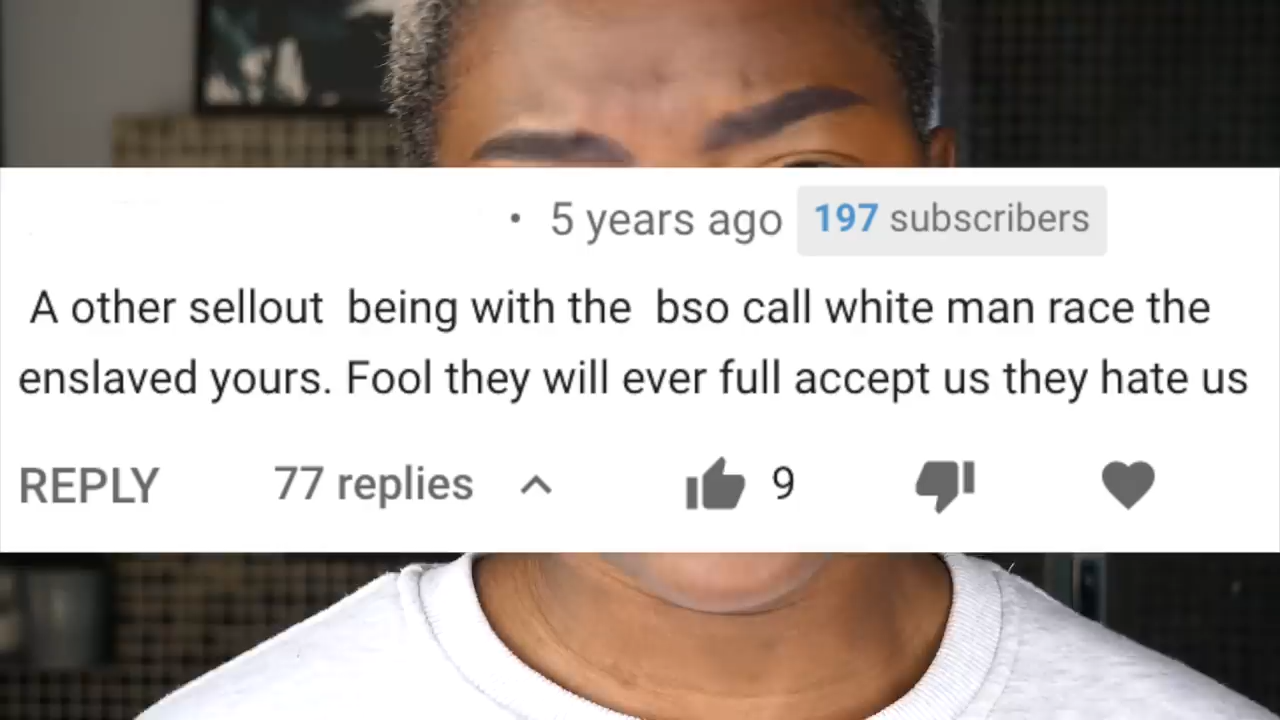 • 5 years ago 197 subscribers
A other sellout being with the bso call white man race the
enslaved yours. Fool they will ever full accept us they hate us
REPLY 77 replies 9